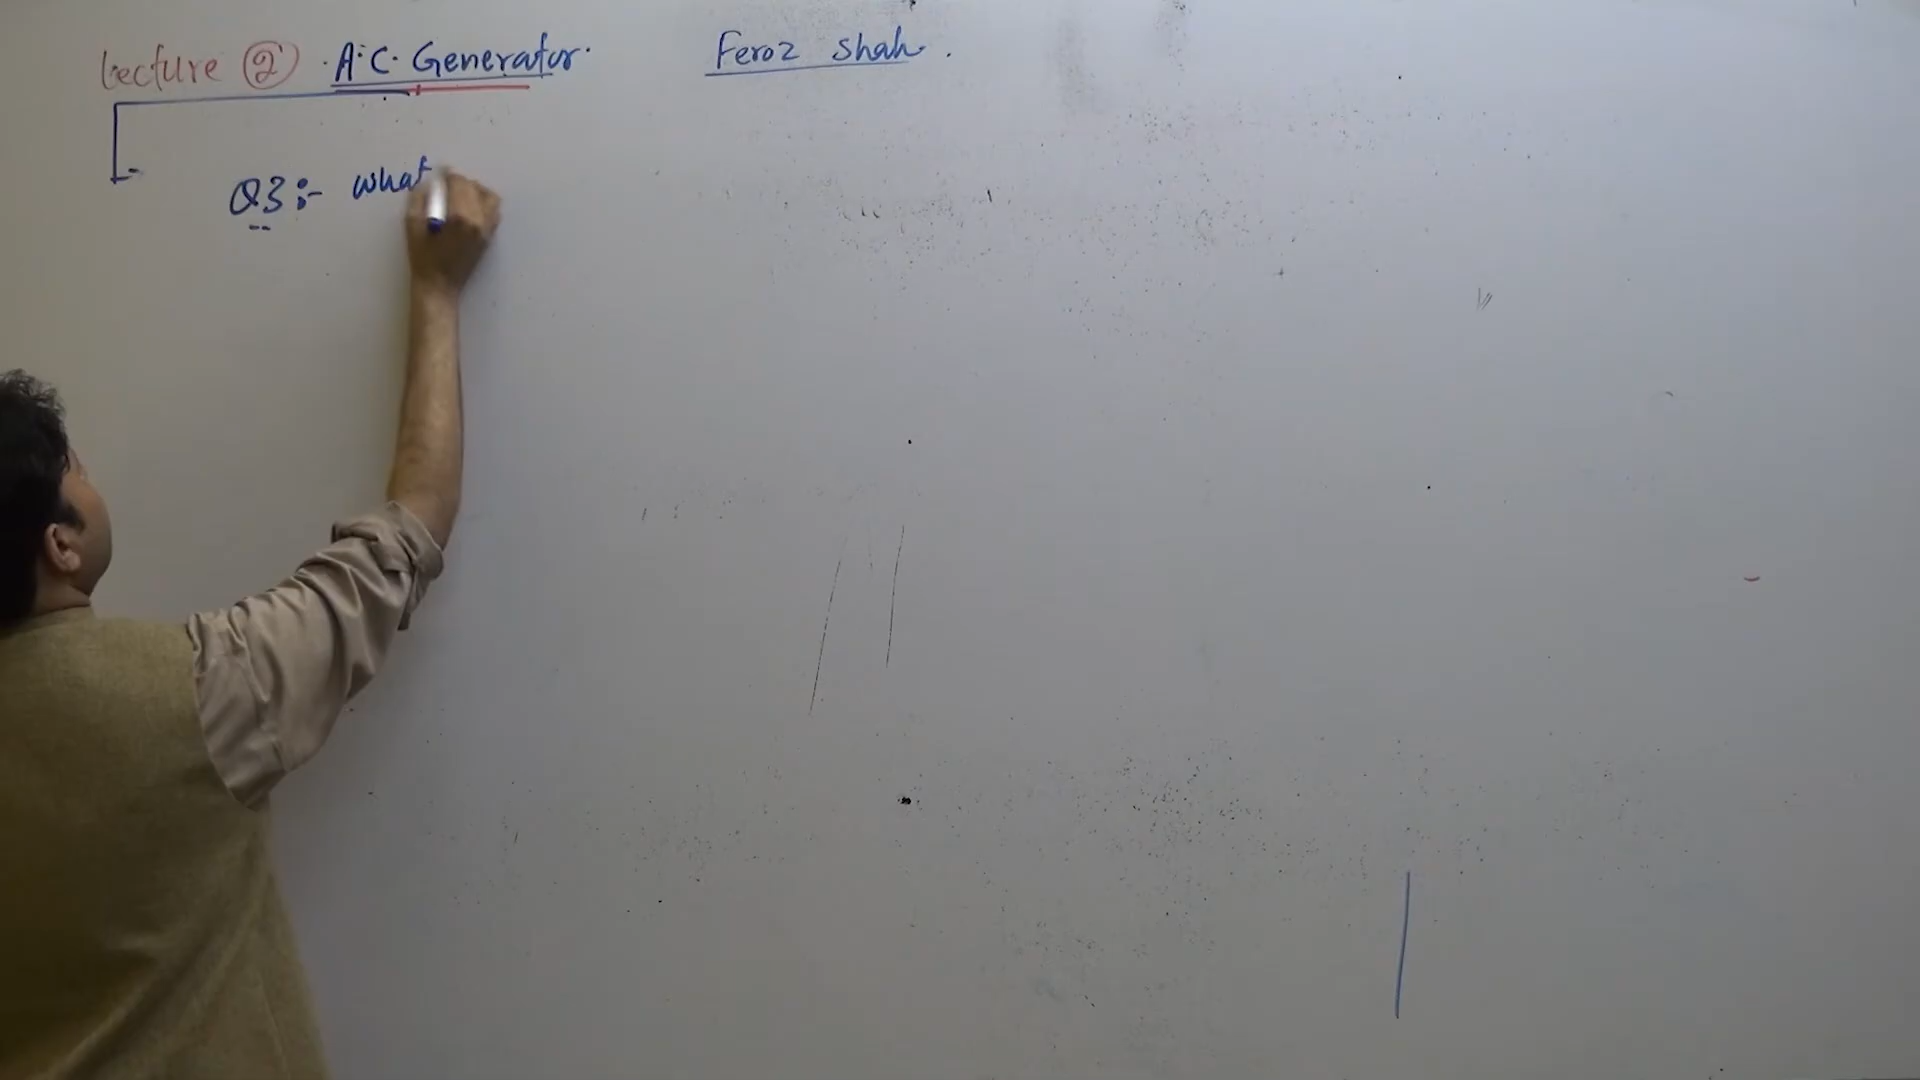 Lecture ② . A.C. Generator. Feroz Shah.
Q3:- what